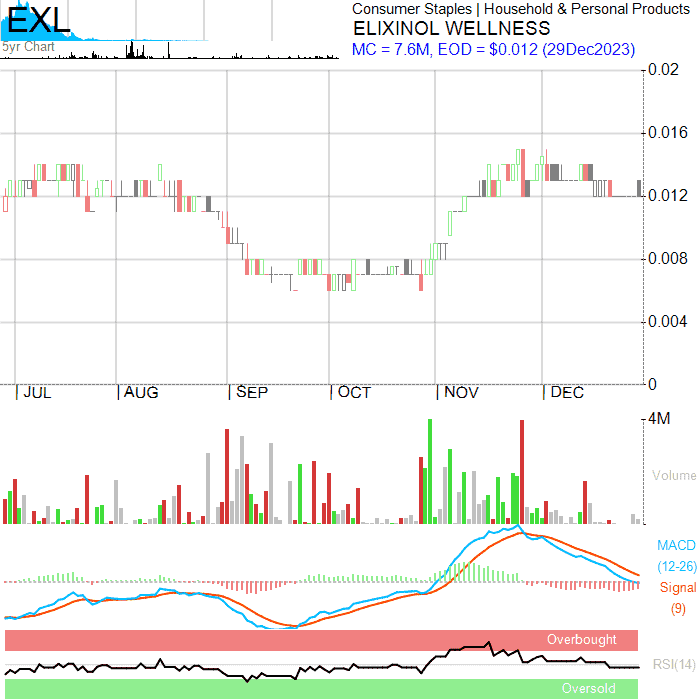 EXL
5yr Chart
Consumer Staples | Household & Personal Products
ELIXINOL WELLNESS
MC = 7.6M, EOD = $0.012 (29Dec2023)
0.02
0.016
0.012
0.008
0.004
0
JUL AUG SEP OCT NOV DEC
4M
Volume
MACD
(12-26)
Signal
(9)
Overbought
RSI(14)
Oversold